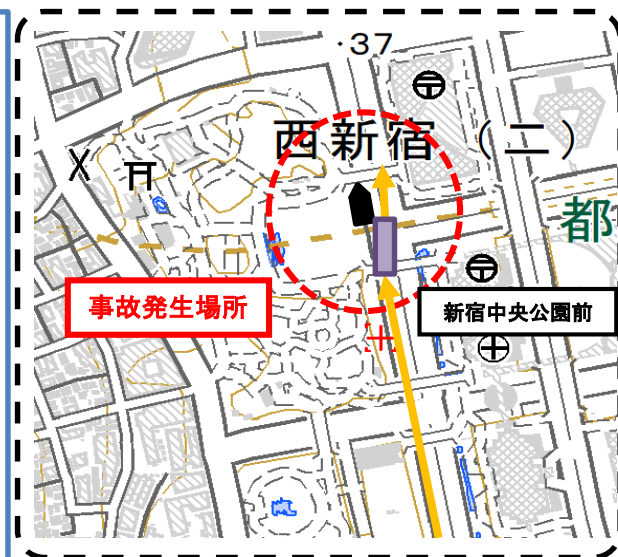 ・37
西新宿（二）
都
事故発生場所
新宿中央公園前